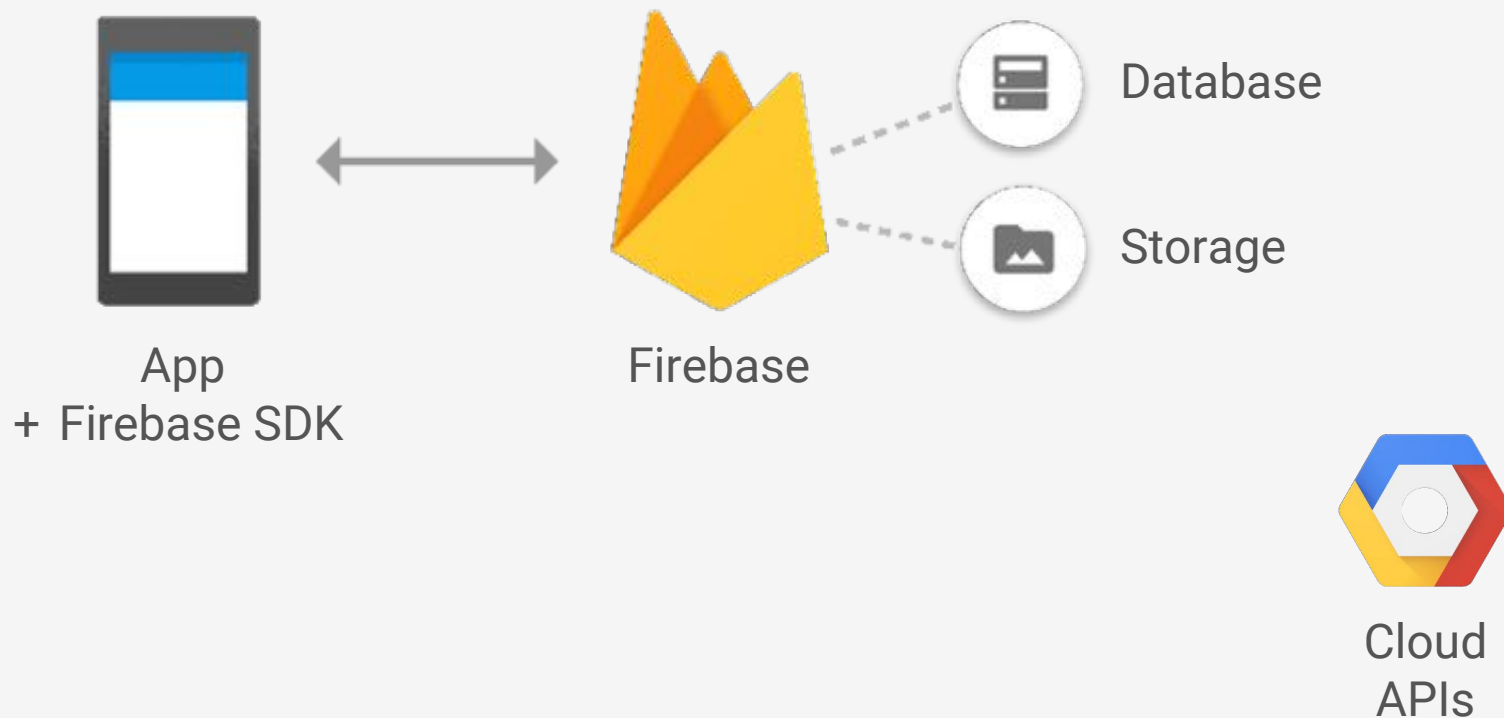 Database
Storage
App
+ Firebase SDK
Firebase
Cloud
APIs